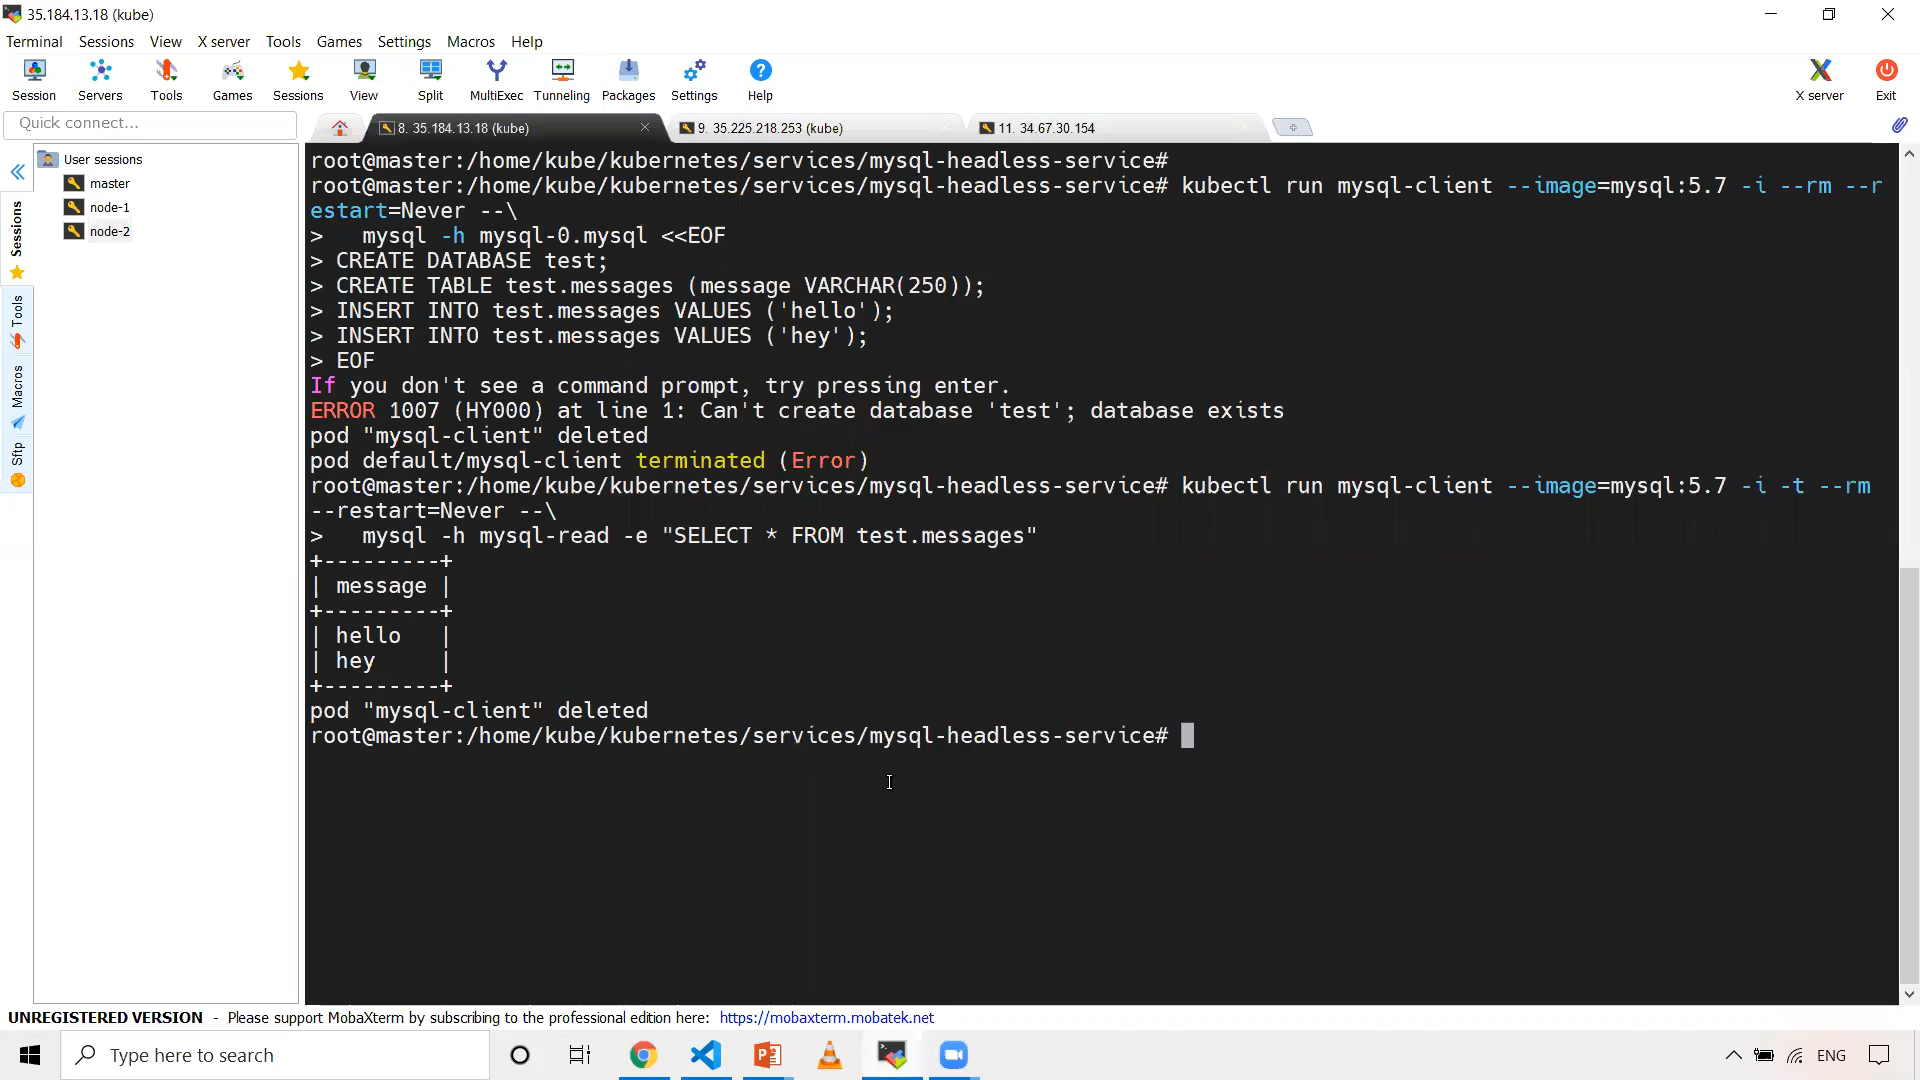 35.184.13.18 (kube)
Terminal Sessions View X server Tools Games Settings Macros Help
Session Servers Tools Games Sessions View Split MultiExec Tunneling Packages Settings Help X server Exit
Quick connect...
8. 35.184.13.18 (kube) 9. 35.225.218.253 (kube) 11. 34.67.30.154
User sessions
master
node-1
node-2
Sessions
Tools
Macros
Sftp
root@master:/home/kube/kubernetes/services/mysql-headless-service#
root@master:/home/kube/kubernetes/services/mysql-headless-service# kubectl run mysql-client --image=mysql:5.7 -i --rm --r
estart=Never --\
>   mysql -h mysql-0.mysql <<EOF
> CREATE DATABASE test;
> CREATE TABLE test.messages (message VARCHAR(250));
> INSERT INTO test.messages VALUES ('hello');
> INSERT INTO test.messages VALUES ('hey');
> EOF
If you don't see a command prompt, try pressing enter.
ERROR 1007 (HY000) at line 1: Can't create database 'test'; database exists
pod "mysql-client" deleted
pod default/mysql-client terminated (Error)
root@master:/home/kube/kubernetes/services/mysql-headless-service# kubectl run mysql-client --image=mysql:5.7 -i -t --rm
--restart=Never --\
>   mysql -h mysql-read -e "SELECT * FROM test.messages"
+---------+
| message |
+---------+
| hello   |
| hey     |
+---------+
pod "mysql-client" deleted
root@master:/home/kube/kubernetes/services/mysql-headless-service#
UNREGISTERED VERSION - Please support MobaXterm by subscribing to the professional edition here: https://mobaxterm.mobatek.net
Type here to search
ENG